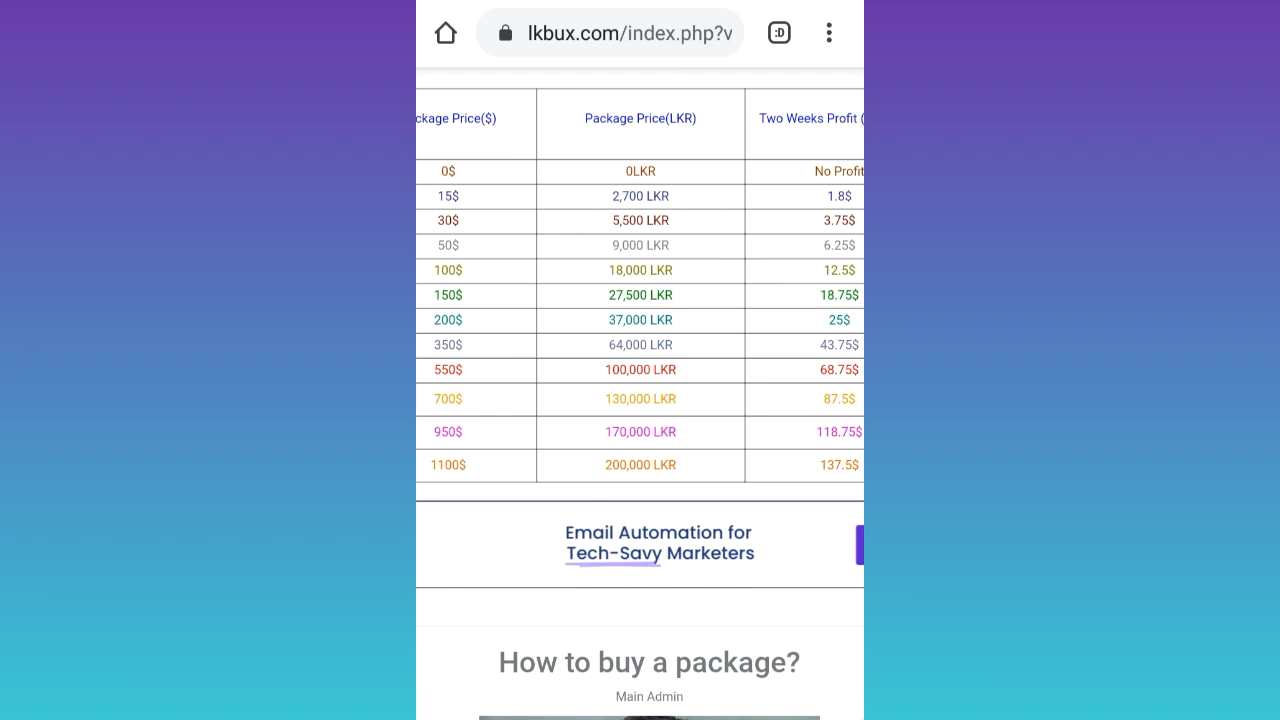 lkbux.com/index.php?v
:D
ckage Price($) Package Price(LKR) Two Weeks Profit (
0$ 0LKR No Profit
15$ 2,700 LKR 1.8$
30$ 5,500 LKR 3.75$
50$ 9,000 LKR 6.25$
100$ 18,000 LKR 12.5$
150$ 27,500 LKR 18.75$
200$ 37,000 LKR 25$
350$ 64,000 LKR 43.75$
550$ 100,000 LKR 68.75$
700$ 130,000 LKR 87.5$
950$ 170,000 LKR 118.75$
1100$ 200,000 LKR 137.5$
Email Automation for
Tech-Savy Marketers
How to buy a package?
Main Admin